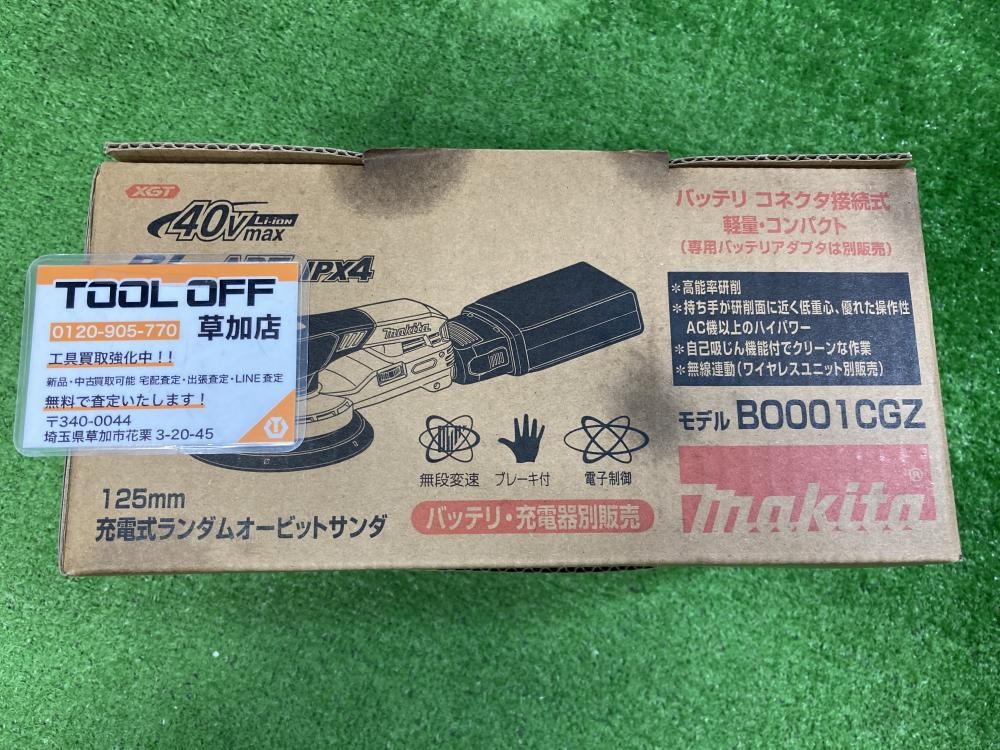 XGT
40Vmax Li-ion
IPX4
TOOL OFF
0120-905-770 草加店
工具買取強化中!!
新品・中古買取可能 宅配査定・出張査定・LINE査定
無料で査定いたします!
〒340-0044
埼玉県草加市花栗3-20-45
makita
無段変速 ブレーキ付 電子制御
125mm
充電式ランダムオービットサンダ
バッテリ・充電器別販売
バッテリ コネクタ接続式
軽量・コンパクト
(専用バッテリアダプタは別販売)
*高能率研削
*持ち手が研削面に近く低重心、優れた操作性
AC機以上のハイパワー
*自己吸じん機能付でクリーンな作業
*無線連動(ワイヤレスユニット別販売)
モデル BO001CGZ
makita®